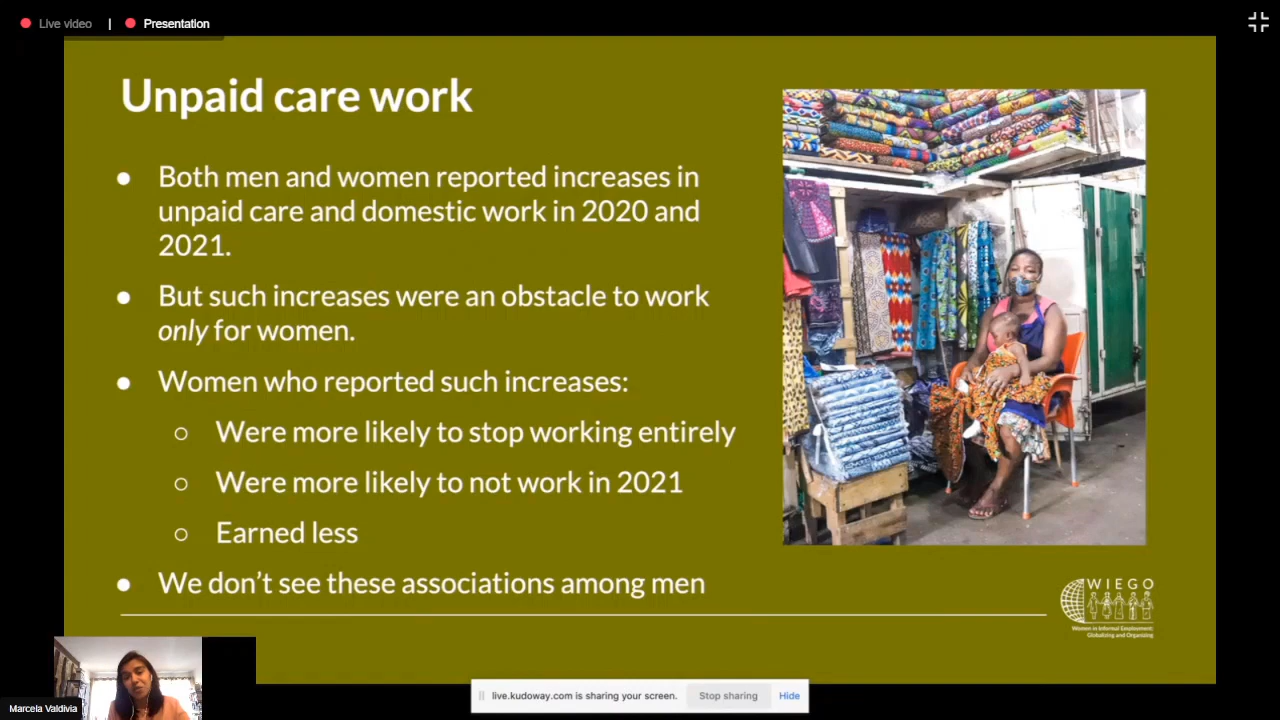 Live video | Presentation
Unpaid care work
● Both men and women reported increases in
unpaid care and domestic work in 2020 and
2021.
● But such increases were an obstacle to work
only for women.
● Women who reported such increases:
○ Were more likely to stop working entirely
○ Were more likely to not work in 2021
○ Earned less
● We don’t see these associations among men
WIEGO
Women in Informal Employment:
Globalizing and Organizing
live.kudoway.com is sharing your screen. Stop sharing Hide
Marcela Valdivia